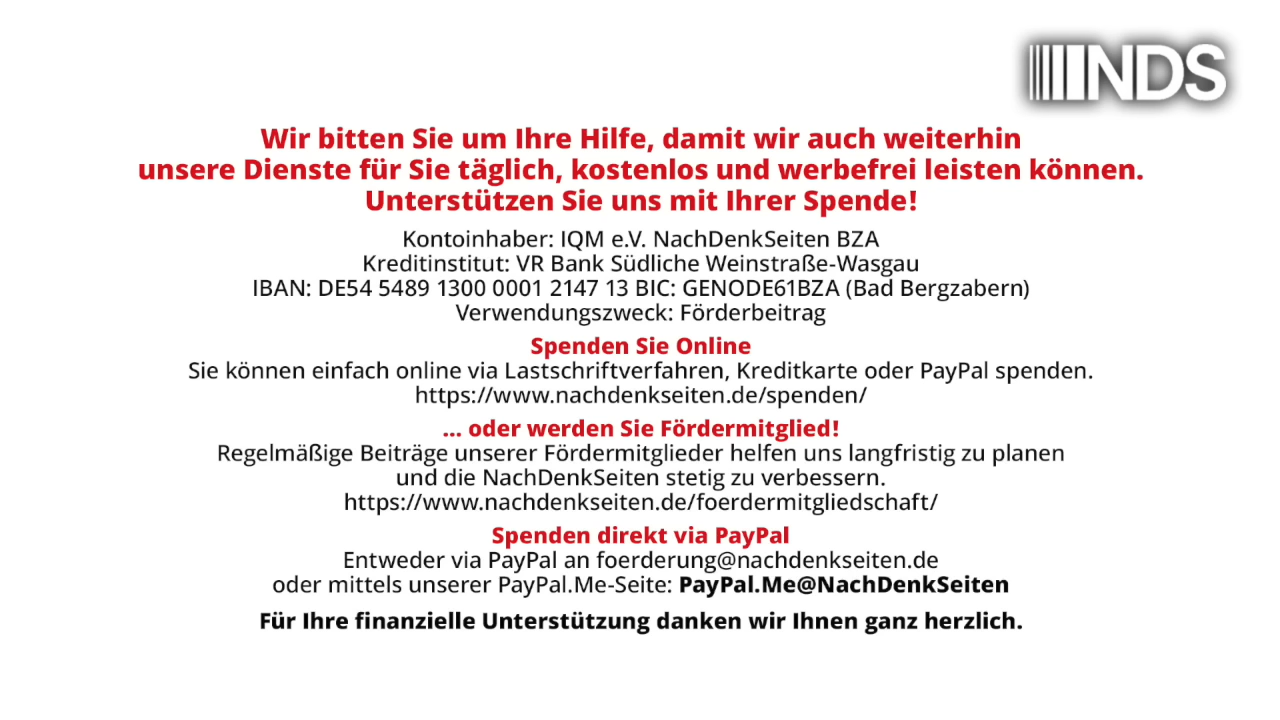 NDS
Wir bitten Sie um Ihre Hilfe, damit wir auch weiterhin
unsere Dienste für Sie täglich, kostenlos und werbefrei leisten können.
Unterstützen Sie uns mit Ihrer Spende!
Kontoinhaber: IQM e.V. NachDenkSeiten BZA
Kreditinstitut: VR Bank Südliche Weinstraße-Wasgau
IBAN: DE54 5489 1300 0001 2147 13 BIC: GENODE61BZA (Bad Bergzabern)
Verwendungszweck: Förderbeitrag
Spenden Sie Online
Sie können einfach online via Lastschriftverfahren, Kreditkarte oder PayPal spenden.
https://www.nachdenkseiten.de/spenden/
... oder werden Sie Fördermitglied!
Regelmäßige Beiträge unserer Fördermitglieder helfen uns langfristig zu planen
und die NachDenkSeiten stetig zu verbessern.
https://www.nachdenkseiten.de/foerdermitgliedschaft/
Spenden direkt via PayPal
Entweder via PayPal an foerderung@nachdenkseiten.de
oder mittels unserer PayPal.Me-Seite: PayPal.Me@NachDenkSeiten
Für Ihre finanzielle Unterstützung danken wir Ihnen ganz herzlich.